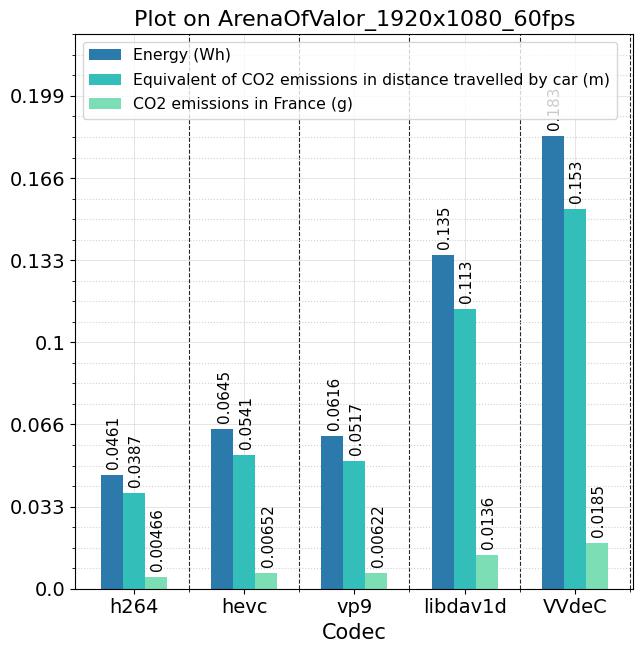 Plot on ArenaOfValor_1920x1080_60fps
Energy (Wh)
Equivalent of CO2 emissions in distance travelled by car (m)
CO2 emissions in France (g)
0.199
0.166
0.133
0.1
0.066
0.033
0.0
0.0461
0.0387
0.00466
0.0645
0.0541
0.00652
0.0616
0.0517
0.00622
0.135
0.113
0.0136
0.183
0.153
0.0185
h264
hevc
vp9
libdav1d
VVdeC
Codec